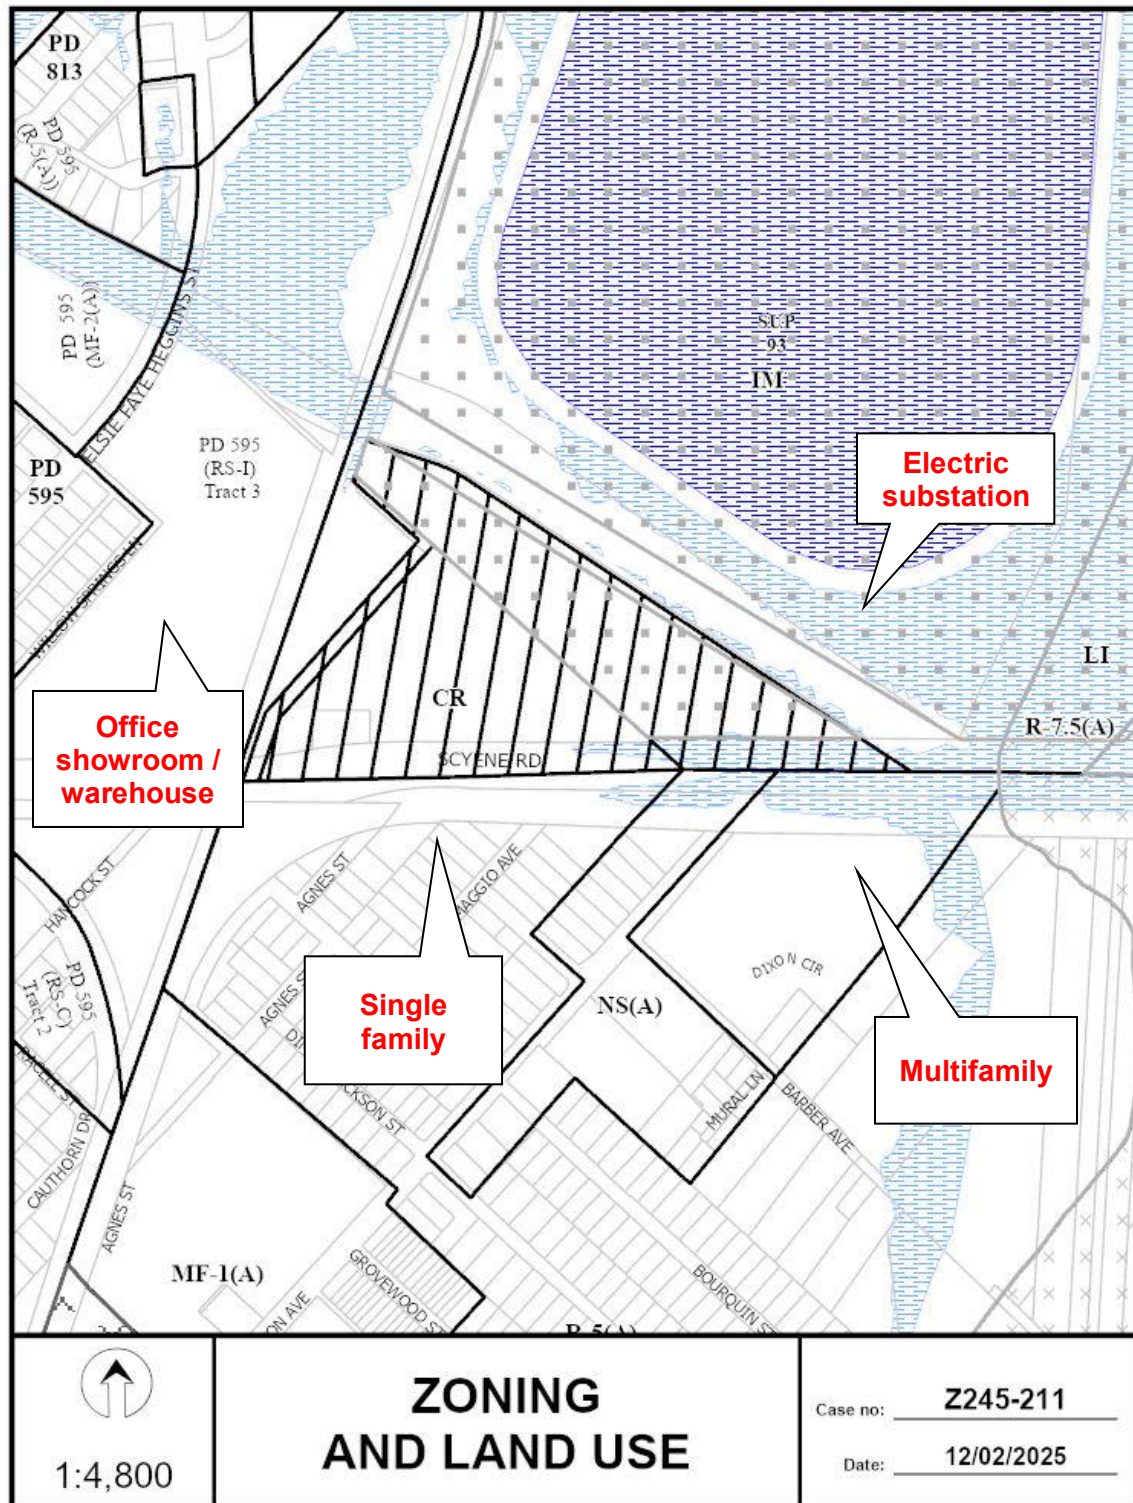 PD
813
PD 595
(R-5(A))
PD 595
(MF-2(A))
ELSIE FAYE HEGGINS ST
SUP
93
IM
Electric
substation
PD 595
(RS-I)
Tract 3
PD
595
WILLOW SPRINGS LN
LI
R-7.5(A)
CR
SCYENE RD
Office
showroom /
warehouse
AGNES ST
MAGGIO AVE
HANCOCK ST
PD 595
(RS-C)
Tract 2
DIXON CIR
Single
family
NS(A)
Multifamily
MURAL LN
BARBER AVE
CAUTHORN DR
AGNES ST
MF-1(A)
GROVEWOOD ST
BOURQUIN ST
R-5(A)
1:4,800
ZONING
AND LAND USE
Case no: Z245-211
Date: 12/02/2025